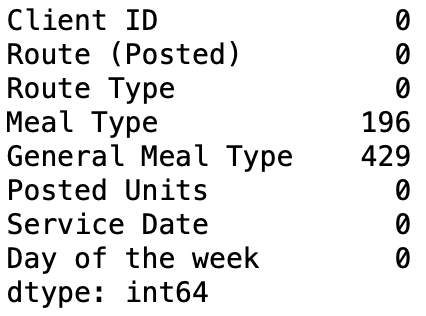 Client ID 0
Route (Posted) 0
Route Type 0
Meal Type 196
General Meal Type 429
Posted Units 0
Service Date 0
Day of the week 0
dtype: int64